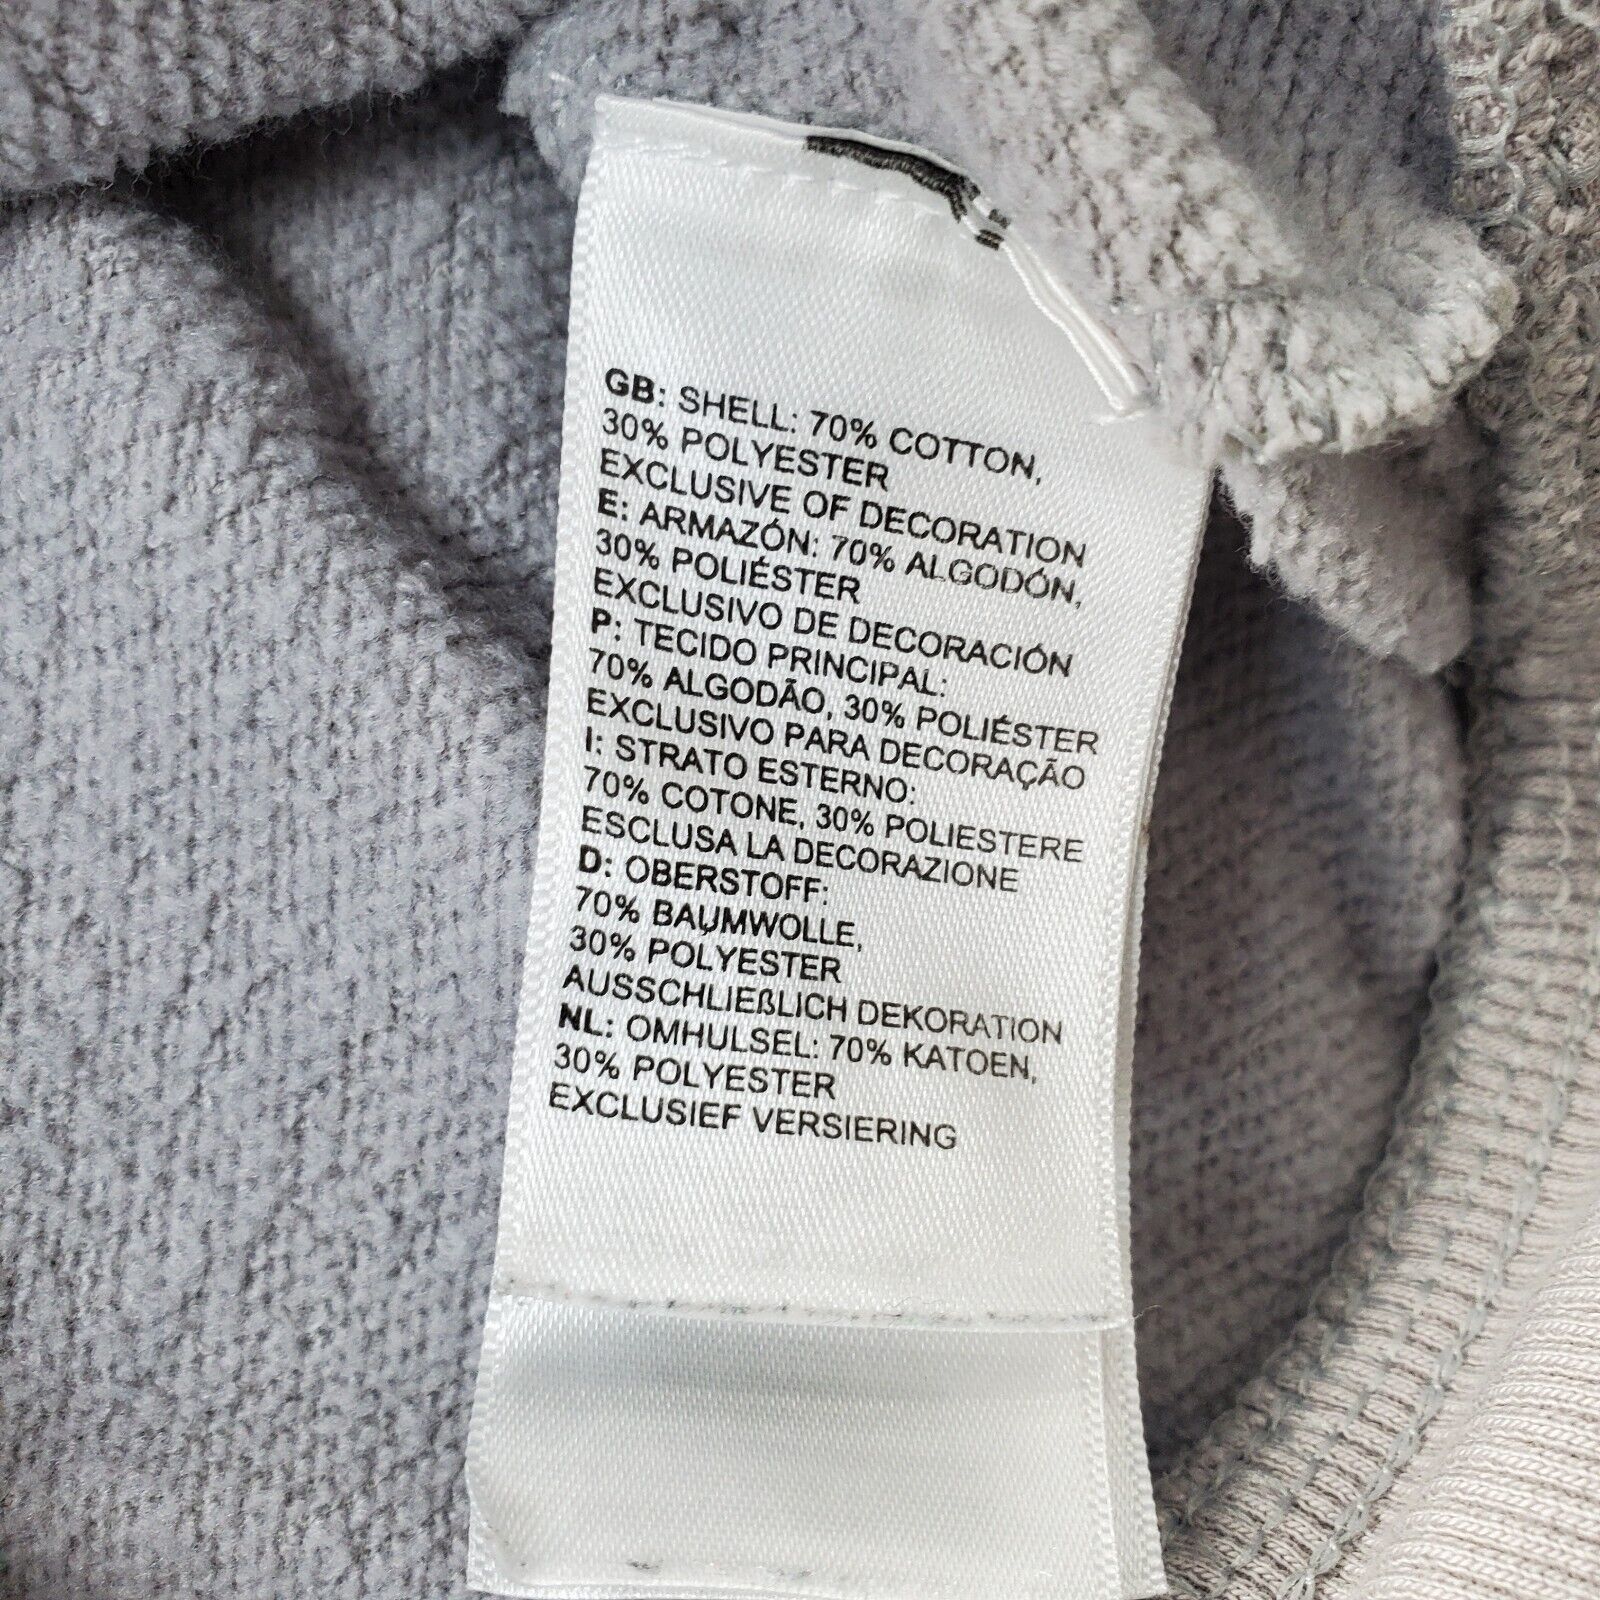 GB: SHELL: 70% COTTON,
30% POLYESTER
EXCLUSIVE OF DECORATION
E: ARMAZÓN: 70% ALGODÓN,
30% POLIÉSTER
EXCLUSIVO DE DECORACIÓN
P: TECIDO PRINCIPAL:
70% ALGODÃO, 30% POLIÉSTER
EXCLUSIVO PARA DECORAÇÃO
I: STRATO ESTERNO:
70% COTONE, 30% POLIESTERE
ESCLUSA LA DECORAZIONE
D: OBERSTOFF:
70% BAUMWOLLE,
30% POLYESTER
AUSSCHLIEßLICH DEKORATION
NL: OMHULSEL: 70% KATOEN,
30% POLYESTER
EXCLUSIEF VERSIERING